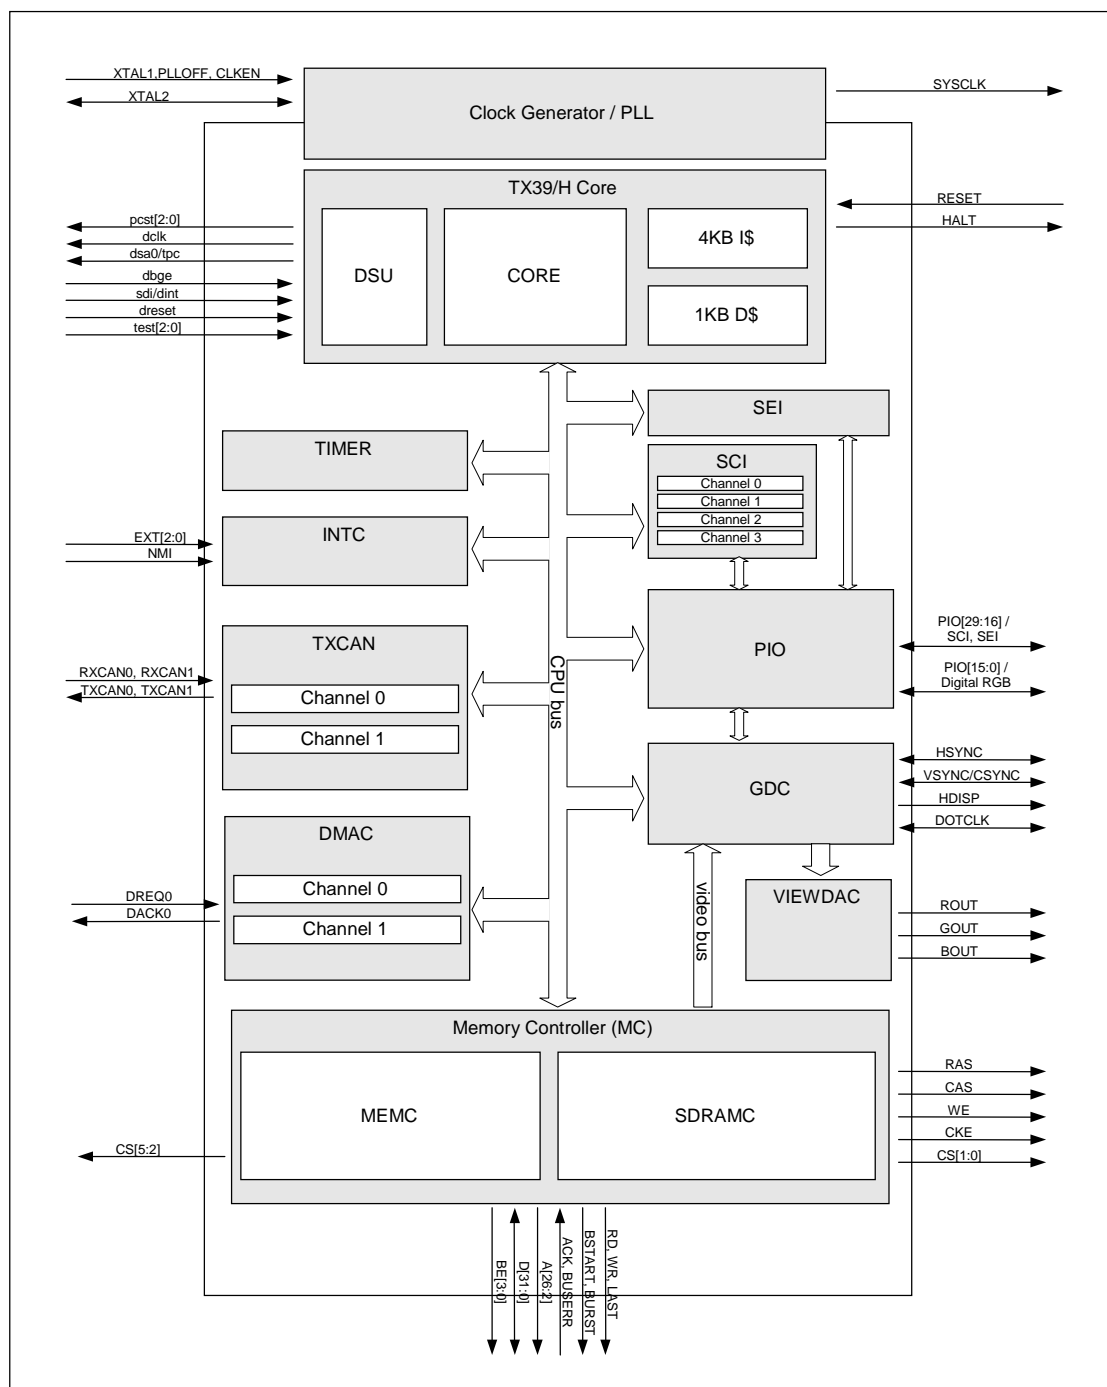 XTAL1,PLLOFF, CLKEN
XTAL2
Clock Generator / PLL
SYSCLK
TX39/H Core
RESET
HALT
pcst[2:0]
dclk
dsa0/tpc
dbge
sdi/dint
dreset
test[2:0]
DSU
CORE
4KB I$
1KB D$
SEI
TIMER
SCI
Channel 0
Channel 1
Channel 2
Channel 3
EXT[2:0]
NMI
INTC
TXCAN
RXCAN0, RXCAN1
TXCAN0, TXCAN1
Channel 0
Channel 1
CPU bus
PIO
PIO[29:16] /
SCI, SEI
PIO[15:0] /
Digital RGB
GDC
HSYNC
VSYNC/CSYNC
HDISP
DOTCLK
DMAC
DREQ0
DACK0
Channel 0
Channel 1
video bus
VIEWDAC
ROUT
GOUT
BOUT
Memory Controller (MC)
MEMC
SDRAMC
RAS
CAS
WE
CKE
CS[1:0]
CS[5:2]
BE[3:0]
D[31:0]
A[26:2]
ACK, BUSERR
BSTART, BURST
RD, WR, LAST